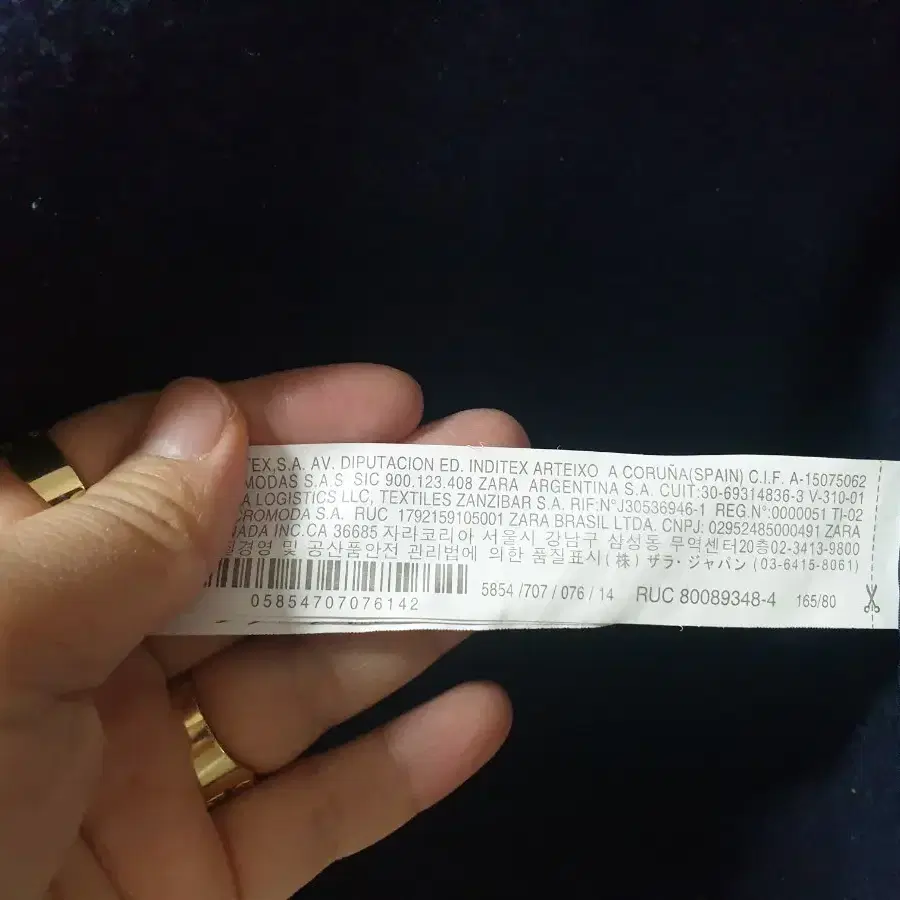 TEX,S.A. AV. DIPUTACION ED. INDITEX ARTEIXO A CORUÑA(SPAIN) C.I.F. A-15075062
MODAS S.A.S SIC 900.123.408 ZARA ARGENTINA S.A. CUIT:30-69314836-3 V-310-01
A LOGISTICS LLC, TEXTILES ZANZIBAR S.A. RIF:N°J30536946-1 REG.N°:0000051 TI-02
CROMODA S.A. RUC 1792159105001 ZARA BRASIL LTDA. CNPJ: 02952485000491 ZARA
NADA INC.CA 36685 자라코리아 서울시 강남구 삼성동 무역센터20층02-3413-9800
경영 및 공산품안전 관리법에 의한 품질표시(株) ザラ・ジャパン (03-6415-8061)
05854707076142
5854 /707 / 076 / 14 RUC 80089348-4 165/80